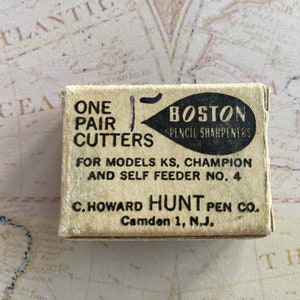 ONE
PAIR
CUTTERS
BOSTON
PENCIL SHARPENERS
FOR MODELS KS, CHAMPION
AND SELF FEEDER NO. 4
C. HOWARD HUNT PEN CO.
Camden 1, N.J.